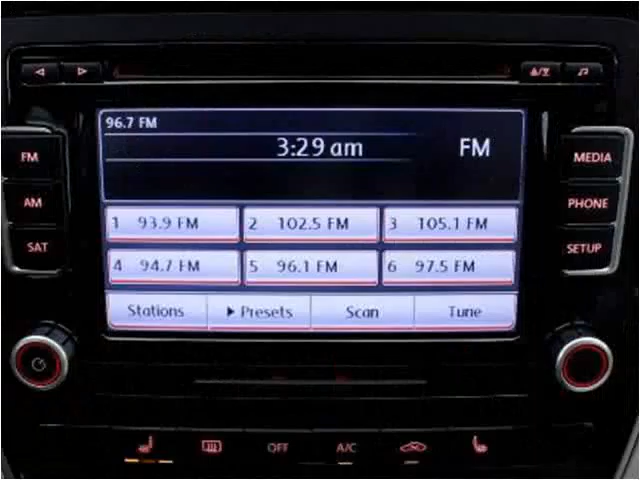 96.7 FM
3:29 am FM
FM MEDIA
1 93.9 FM 2 102.5 FM 3 105.1 FM
AM PHONE
4 94.7 FM 5 96.1 FM 6 97.5 FM
SAT SETUP
Stations Presets Scan Tune
OFF A/C